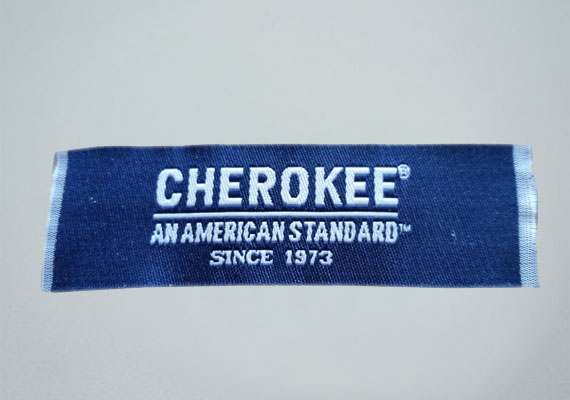 CHEROKEE®
AN AMERICAN STANDARD™
SINCE 1973